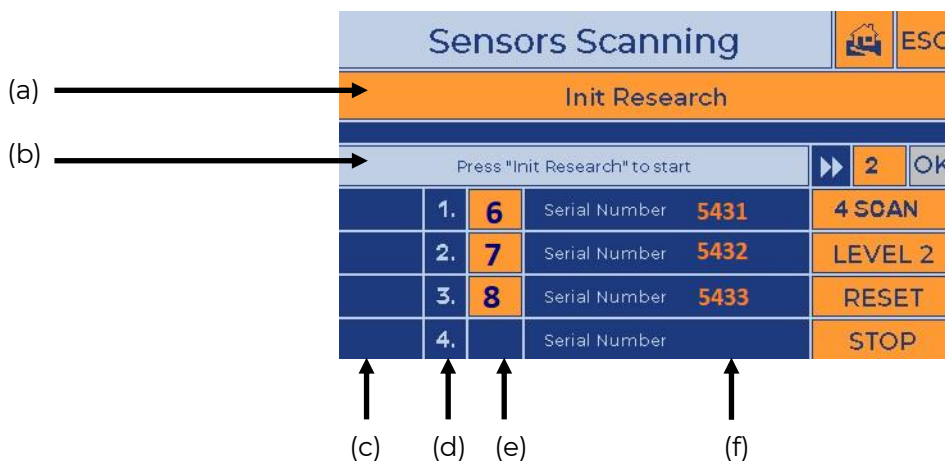 Sensors Scanning ESC
(a) Init Research
(b) Press "Init Research" to start 2 OK
1. 6 Serial Number 5431 4 SCAN
2. 7 Serial Number 5432 LEVEL 2
3. 8 Serial Number 5433 RESET
4. Serial Number STOP
(c) (d) (e) (f)